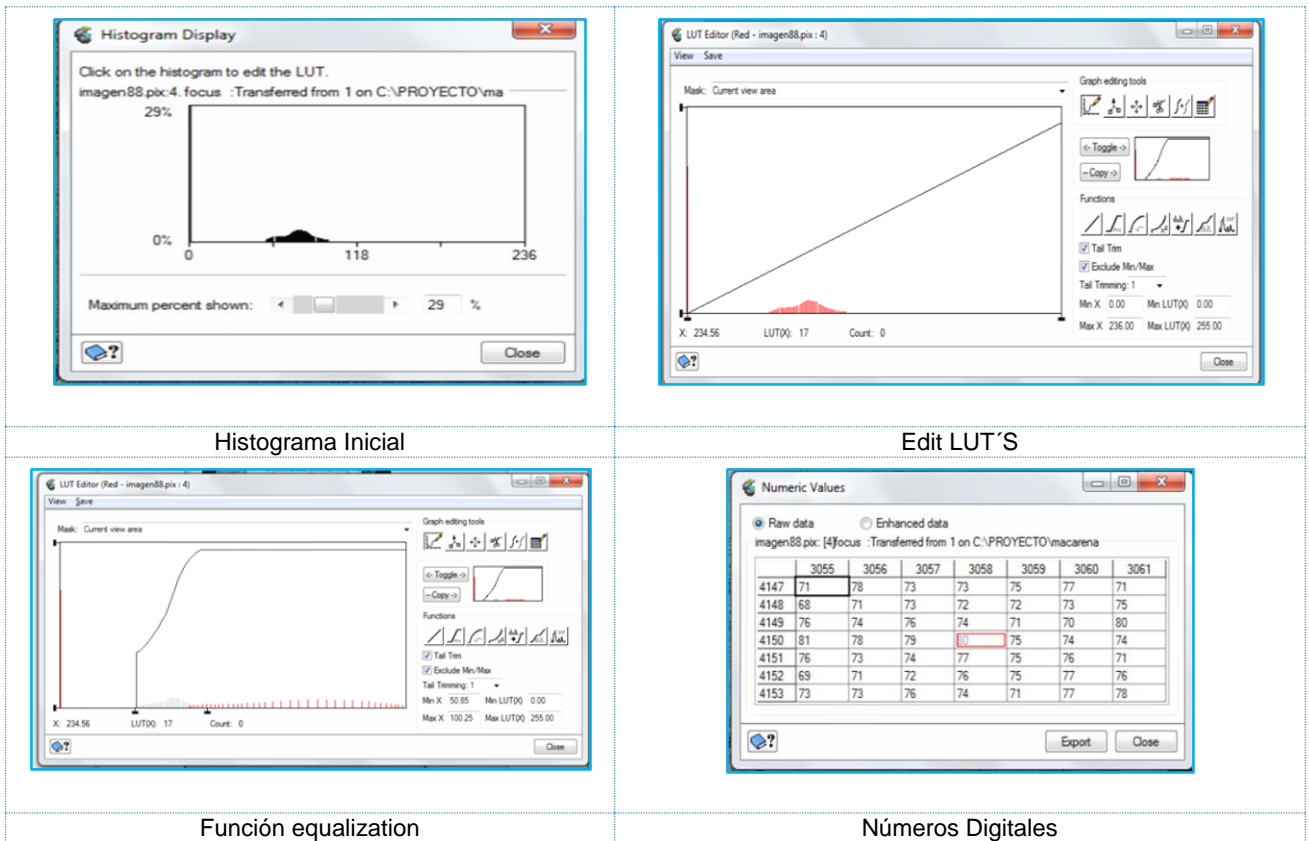 Histogram Display
Click on the histogram to edit the LUT.
imagen88.pix:4. focus :Transferred from 1 on C:\PROYECTO\ma
29%
0%
0 118 236
Maximum percent shown: 29 %
Close
Histograma Inicial
LUT Editor (Red - imagen88.pix : 4)
View Save
Mask: Current view area
Graph editing tools
<- Toggle ->
-- Copy ->
Functions
Tail Trim
Exclude Min/Max
Tail Trimming: 1
Min X 0.00 Min LUT(X) 0.00
Max X 236.00 Max LUT(X) 255.00
X: 234.56 LUT(X): 17 Count: 0
Close
Edit LUT´S
LUT Editor (Red - imagen88.pix : 4)
View Save
Mask: Current view area
Graph editing tools
<- Toggle ->
-- Copy ->
Functions
Tail Trim
Exclude Min/Max
Tail Trimming: 1
Min X 50.85 Min LUT(X) 0.00
Max X 100.25 Max LUT(X) 255.00
X: 234.56 LUT(X): 17 Count: 0
Close
Función equalization
Numeric Values
Raw data Enhanced data
imagen88.pix: [4]focus :Transferred from 1 on C:\PROYECTO\macarena
3055 3056 3057 3058 3059 3060 3061
4147 71 78 73 73 75 77 71
4148 68 71 73 72 72 73 75
4149 76 74 76 74 71 70 80
4150 81 78 79 80 75 74 74
4151 76 73 74 77 75 76 71
4152 69 71 72 76 75 77 76
4153 73 73 76 74 71 77 78
Export Close
Números Digitales